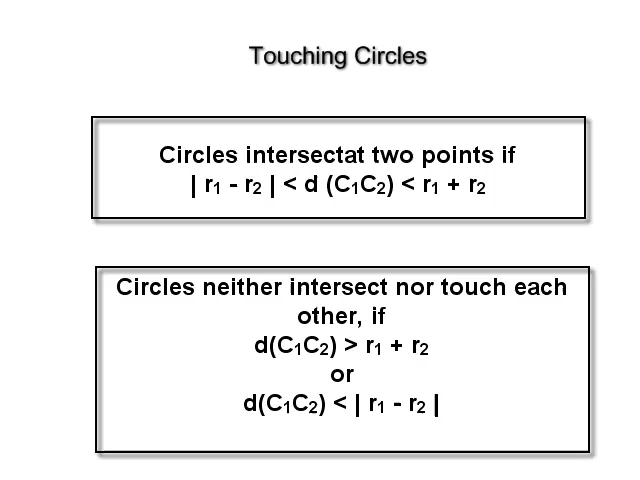 Touching Circles
Circles intersectat two points if
| r₁ - r₂ | < d (C₁C₂) < r₁ + r₂
Circles neither intersect nor touch each
other, if
d(C₁C₂) > r₁ + r₂
or
d(C₁C₂) < | r₁ - r₂ |